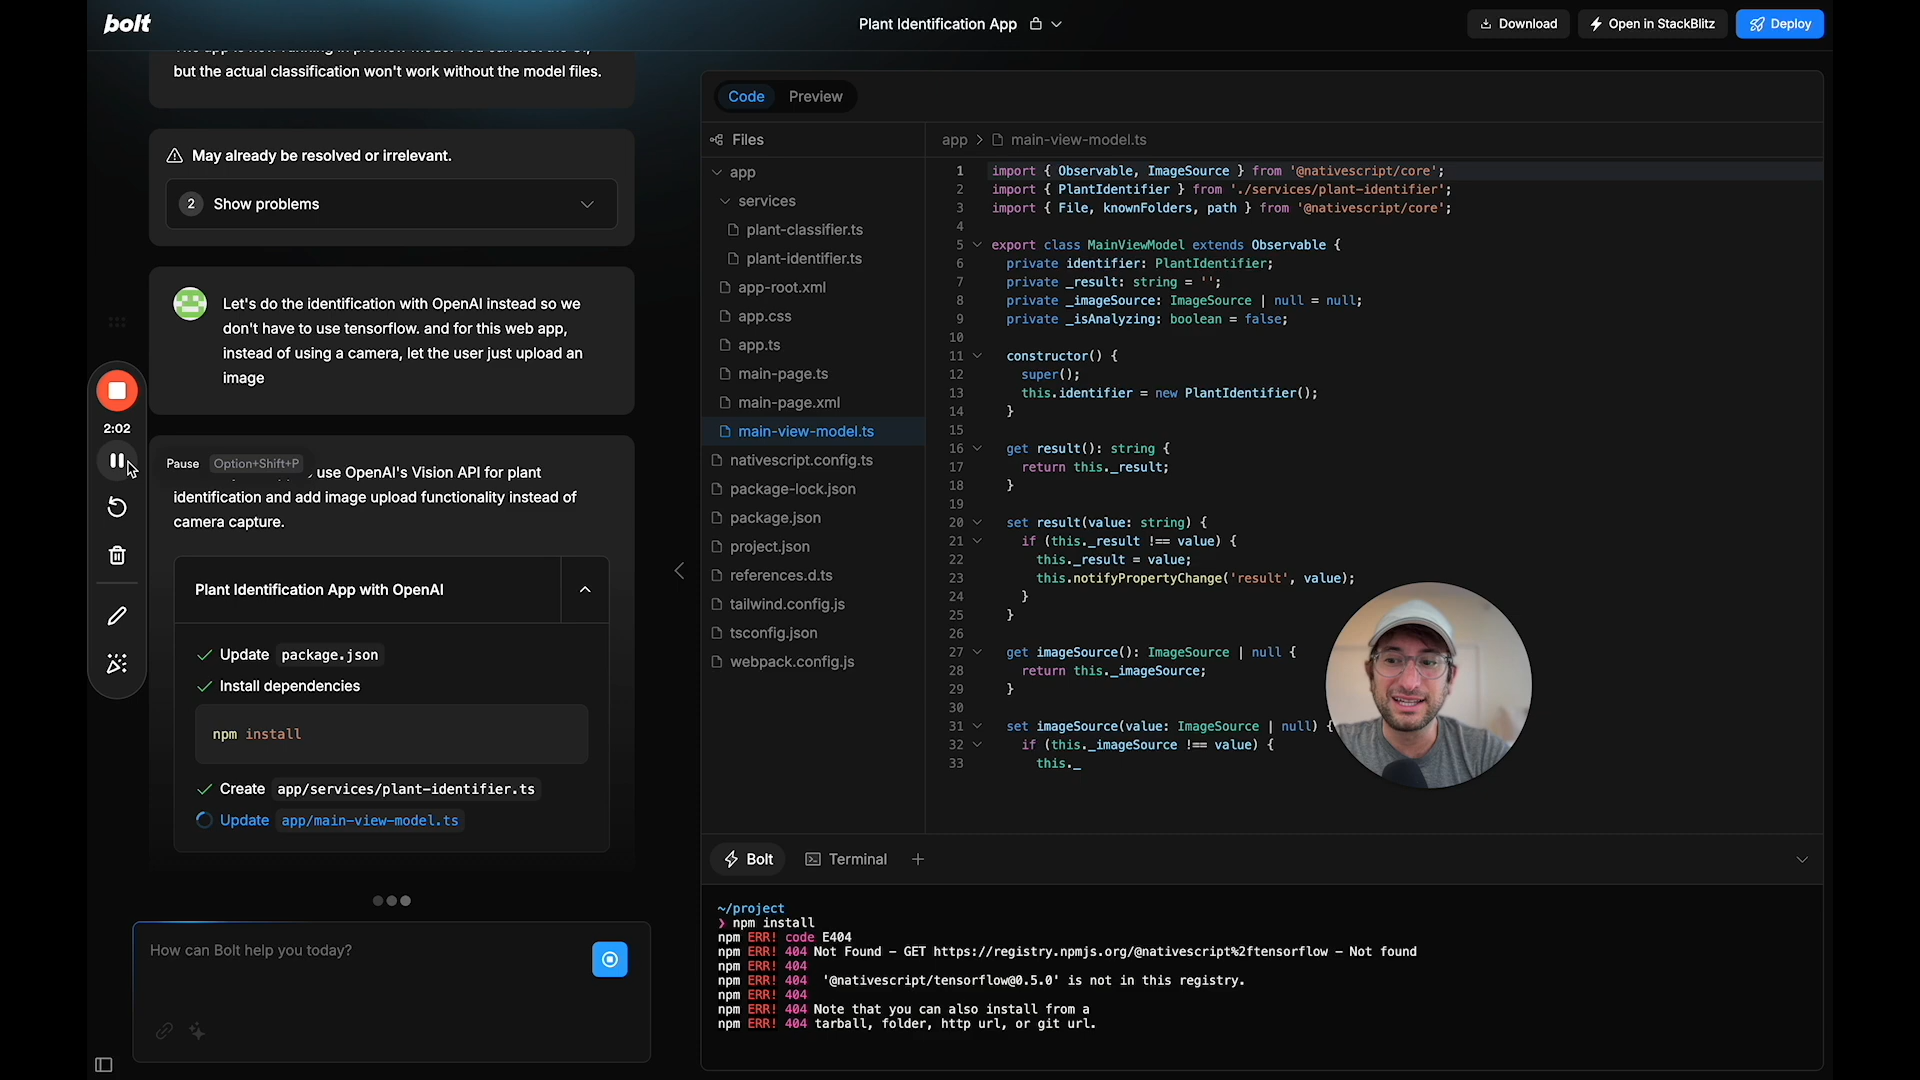 bolt
Plant Identification App
Download
Open in StackBlitz
Deploy
but the actual classification won't work without the model files.
May already be resolved or irrelevant.
2 Show problems
Let's do the identification with OpenAI instead so we
don't have to use tensorflow. and for this web app,
instead of using a camera, let the user just upload an
image
2:02
Pause Option+Shift+P
use OpenAI's Vision API for plant
identification and add image upload functionality instead of
camera capture.
Plant Identification App with OpenAI
Update package.json
Install dependencies
npm install
Create app/services/plant-identifier.ts
Update app/main-view-model.ts
How can Bolt help you today?
Code Preview
Files
app
services
plant-classifier.ts
plant-identifier.ts
app-root.xml
app.css
app.ts
main-page.ts
main-page.xml
main-view-model.ts
nativescript.config.ts
package-lock.json
package.json
project.json
references.d.ts
tailwind.config.js
tsconfig.json
webpack.config.js
app > main-view-model.ts
1 import { Observable, ImageSource } from '@nativescript/core';
2 import { PlantIdentifier } from './services/plant-identifier';
3 import { File, knownFolders, path } from '@nativescript/core';
4
5 export class MainViewModel extends Observable {
6 private identifier: PlantIdentifier;
7 private _result: string = '';
8 private _imageSource: ImageSource | null = null;
9 private _isAnalyzing: boolean = false;
10
11 constructor() {
12 super();
13 this.identifier = new PlantIdentifier();
14 }
15
16 get result(): string {
17 return this._result;
18 }
19
20 set result(value: string) {
21 if (this._result !== value) {
22 this._result = value;
23 this.notifyPropertyChange('result', value);
24 }
25 }
26
27 get imageSource(): ImageSource | null {
28 return this._imageSource;
29 }
30
31 set imageSource(value: ImageSource | null) {
32 if (this._imageSource !== value) {
33 this._
Bolt Terminal
~/project
❯ npm install
npm ERR! code E404
npm ERR! 404 Not Found - GET https://registry.npmjs.org/@nativescript%2ftensorflow - Not found
npm ERR! 404
npm ERR! 404 '@nativescript/tensorflow@0.5.0' is not in this registry.
npm ERR! 404
npm ERR! 404 Note that you can also install from a
npm ERR! 404 tarball, folder, http url, or git url.